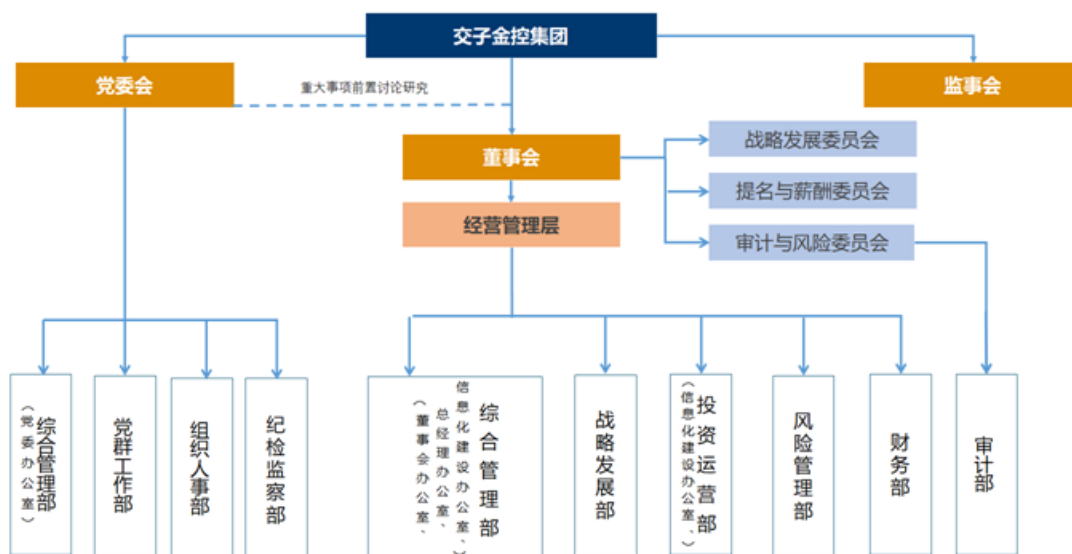 交子金控集团
党委会
监事会
重大事项前置讨论研究
董事会
战略发展委员会
提名与薪酬委员会
经营管理层
审计与风险委员会
综合管理部
（党委办公室）
党群工作部
组织人事部
纪检监察部
综合管理部
（董事会办公室、
总经理办公室、
信息化建设办公室）
战略发展部
投资运营部
（信息化建设办公室）
风险管理部
财务部
审计部